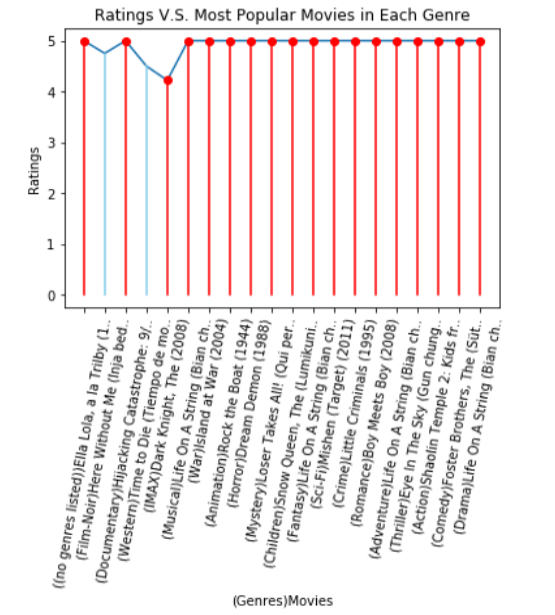 Ratings V.S. Most Popular Movies in Each Genre
5
4
3
2
1
0
Ratings
((no genres listed))Ella Lola, a la Trilby (1..
(Film-Noir)Here Without Me (Inja bed..
(Documentary)Hijacking Catastrophe: 9/..
(Western)Time to Die (Tiempo de mo..
(IMAX)Dark Knight, The (2008)
(Musical)Life On A String (Bian ch..
(War)Island at War (2004)
(Animation)Rock the Boat (1944)
(Horror)Dream Demon (1988)
(Mystery)Loser Takes All! (Qui per..
(Children)Snow Queen, The (Lumikuni..
(Fantasy)Life On A String (Bian ch..
(Sci-Fi)Mishen (Target) (2011)
(Crime)Little Criminals (1995)
(Romance)Boy Meets Boy (2008)
(Adventure)Life On A String (Bian ch..
(Thriller)Eye In The Sky (Gun chung..
(Action)Shaolin Temple 2: Kids fr..
(Comedy)Foster Brothers, The (Süt..
(Drama)Life On A String (Bian ch..
(Genres)Movies